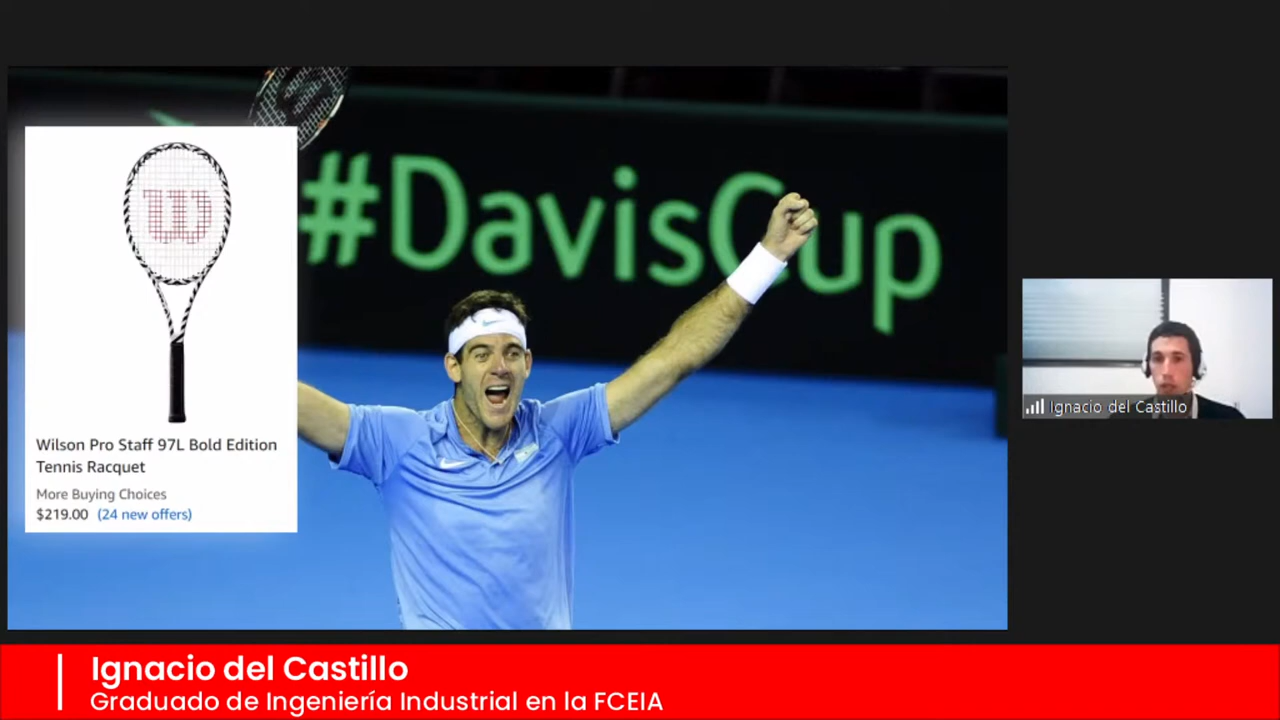 #DavisCup
W
Wilson Pro Staff 97L Bold Edition
Tennis Racquet
More Buying Choices
$219.00 (24 new offers)
Ignacio del Castillo
Ignacio del Castillo
Graduado de Ingeniería Industrial en la FCEIA